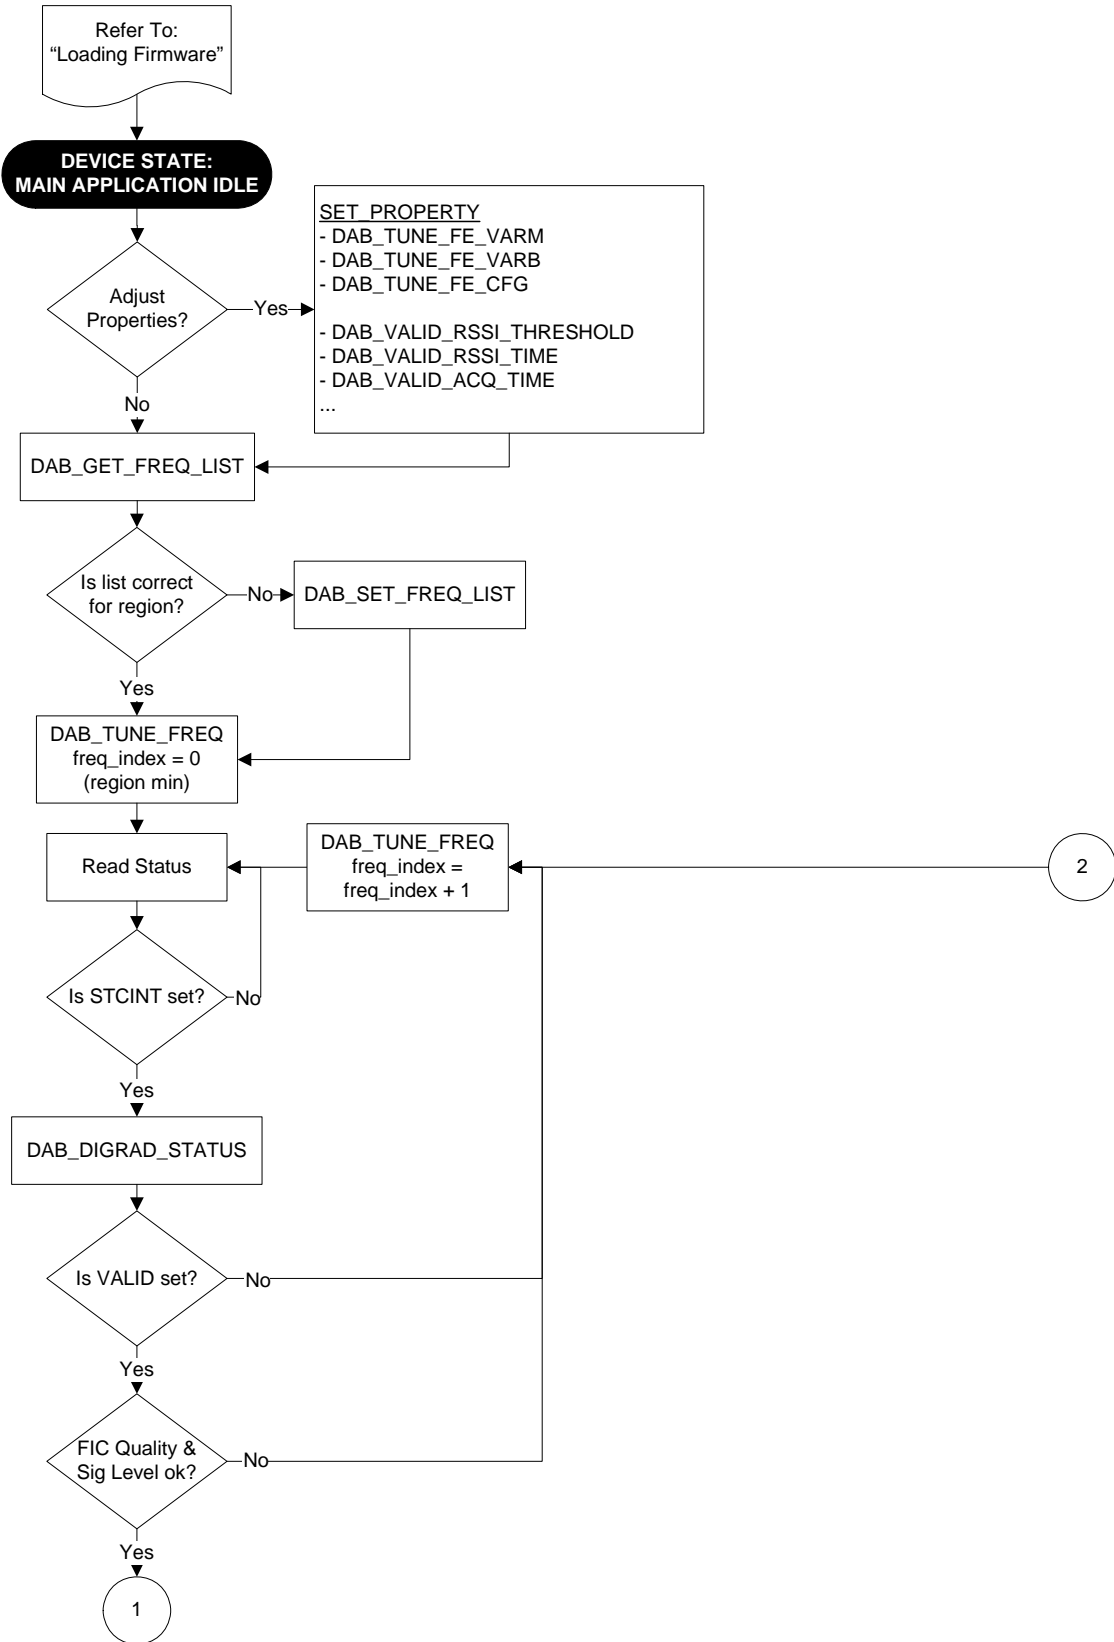 Refer To:
“Loading Firmware”
DEVICE STATE:
MAIN APPLICATION IDLE
Adjust
Properties?
Yes
SET_PROPERTY
- DAB_TUNE_FE_VARM
- DAB_TUNE_FE_VARB
- DAB_TUNE_FE_CFG
- DAB_VALID_RSSI_THRESHOLD
- DAB_VALID_RSSI_TIME
- DAB_VALID_ACQ_TIME
...
No
DAB_GET_FREQ_LIST
Is list correct
for region?
No
DAB_SET_FREQ_LIST
Yes
DAB_TUNE_FREQ
freq_index = 0
(region min)
Read Status
DAB_TUNE_FREQ
freq_index =
freq_index + 1
2
Is STCINT set?
No
Yes
DAB_DIGRAD_STATUS
Is VALID set?
No
Yes
FIC Quality &
Sig Level ok?
No
Yes
1